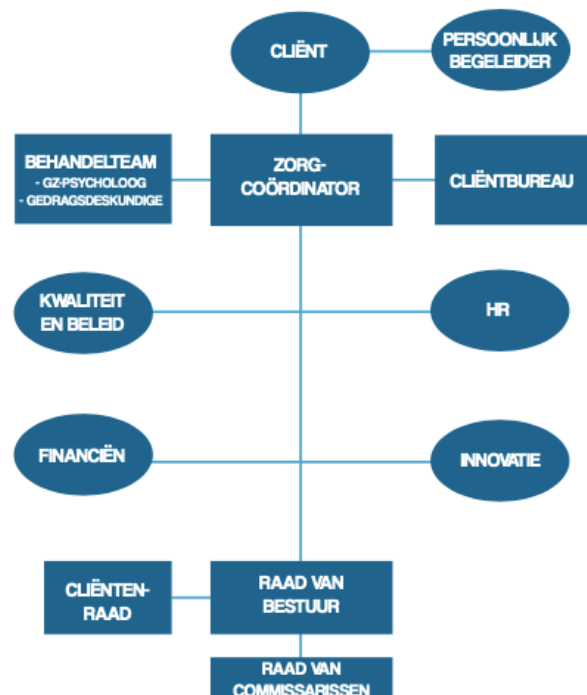 CLIËNT
PERSOONLIJK
BEGELEIDER
BEHANDELTEAM
- GZ-PSYCHOLOOG
- GEDRAGSDESKUNDIGE
ZORG-
COÖRDINATOR
CLIËNTBUREAU
KWALITEIT
EN BELEID
HR
FINANCIËN
INNOVATIE
CLIËNTEN-
RAAD
RAAD VAN
BESTUUR
RAAD VAN
COMMISSARISSEN